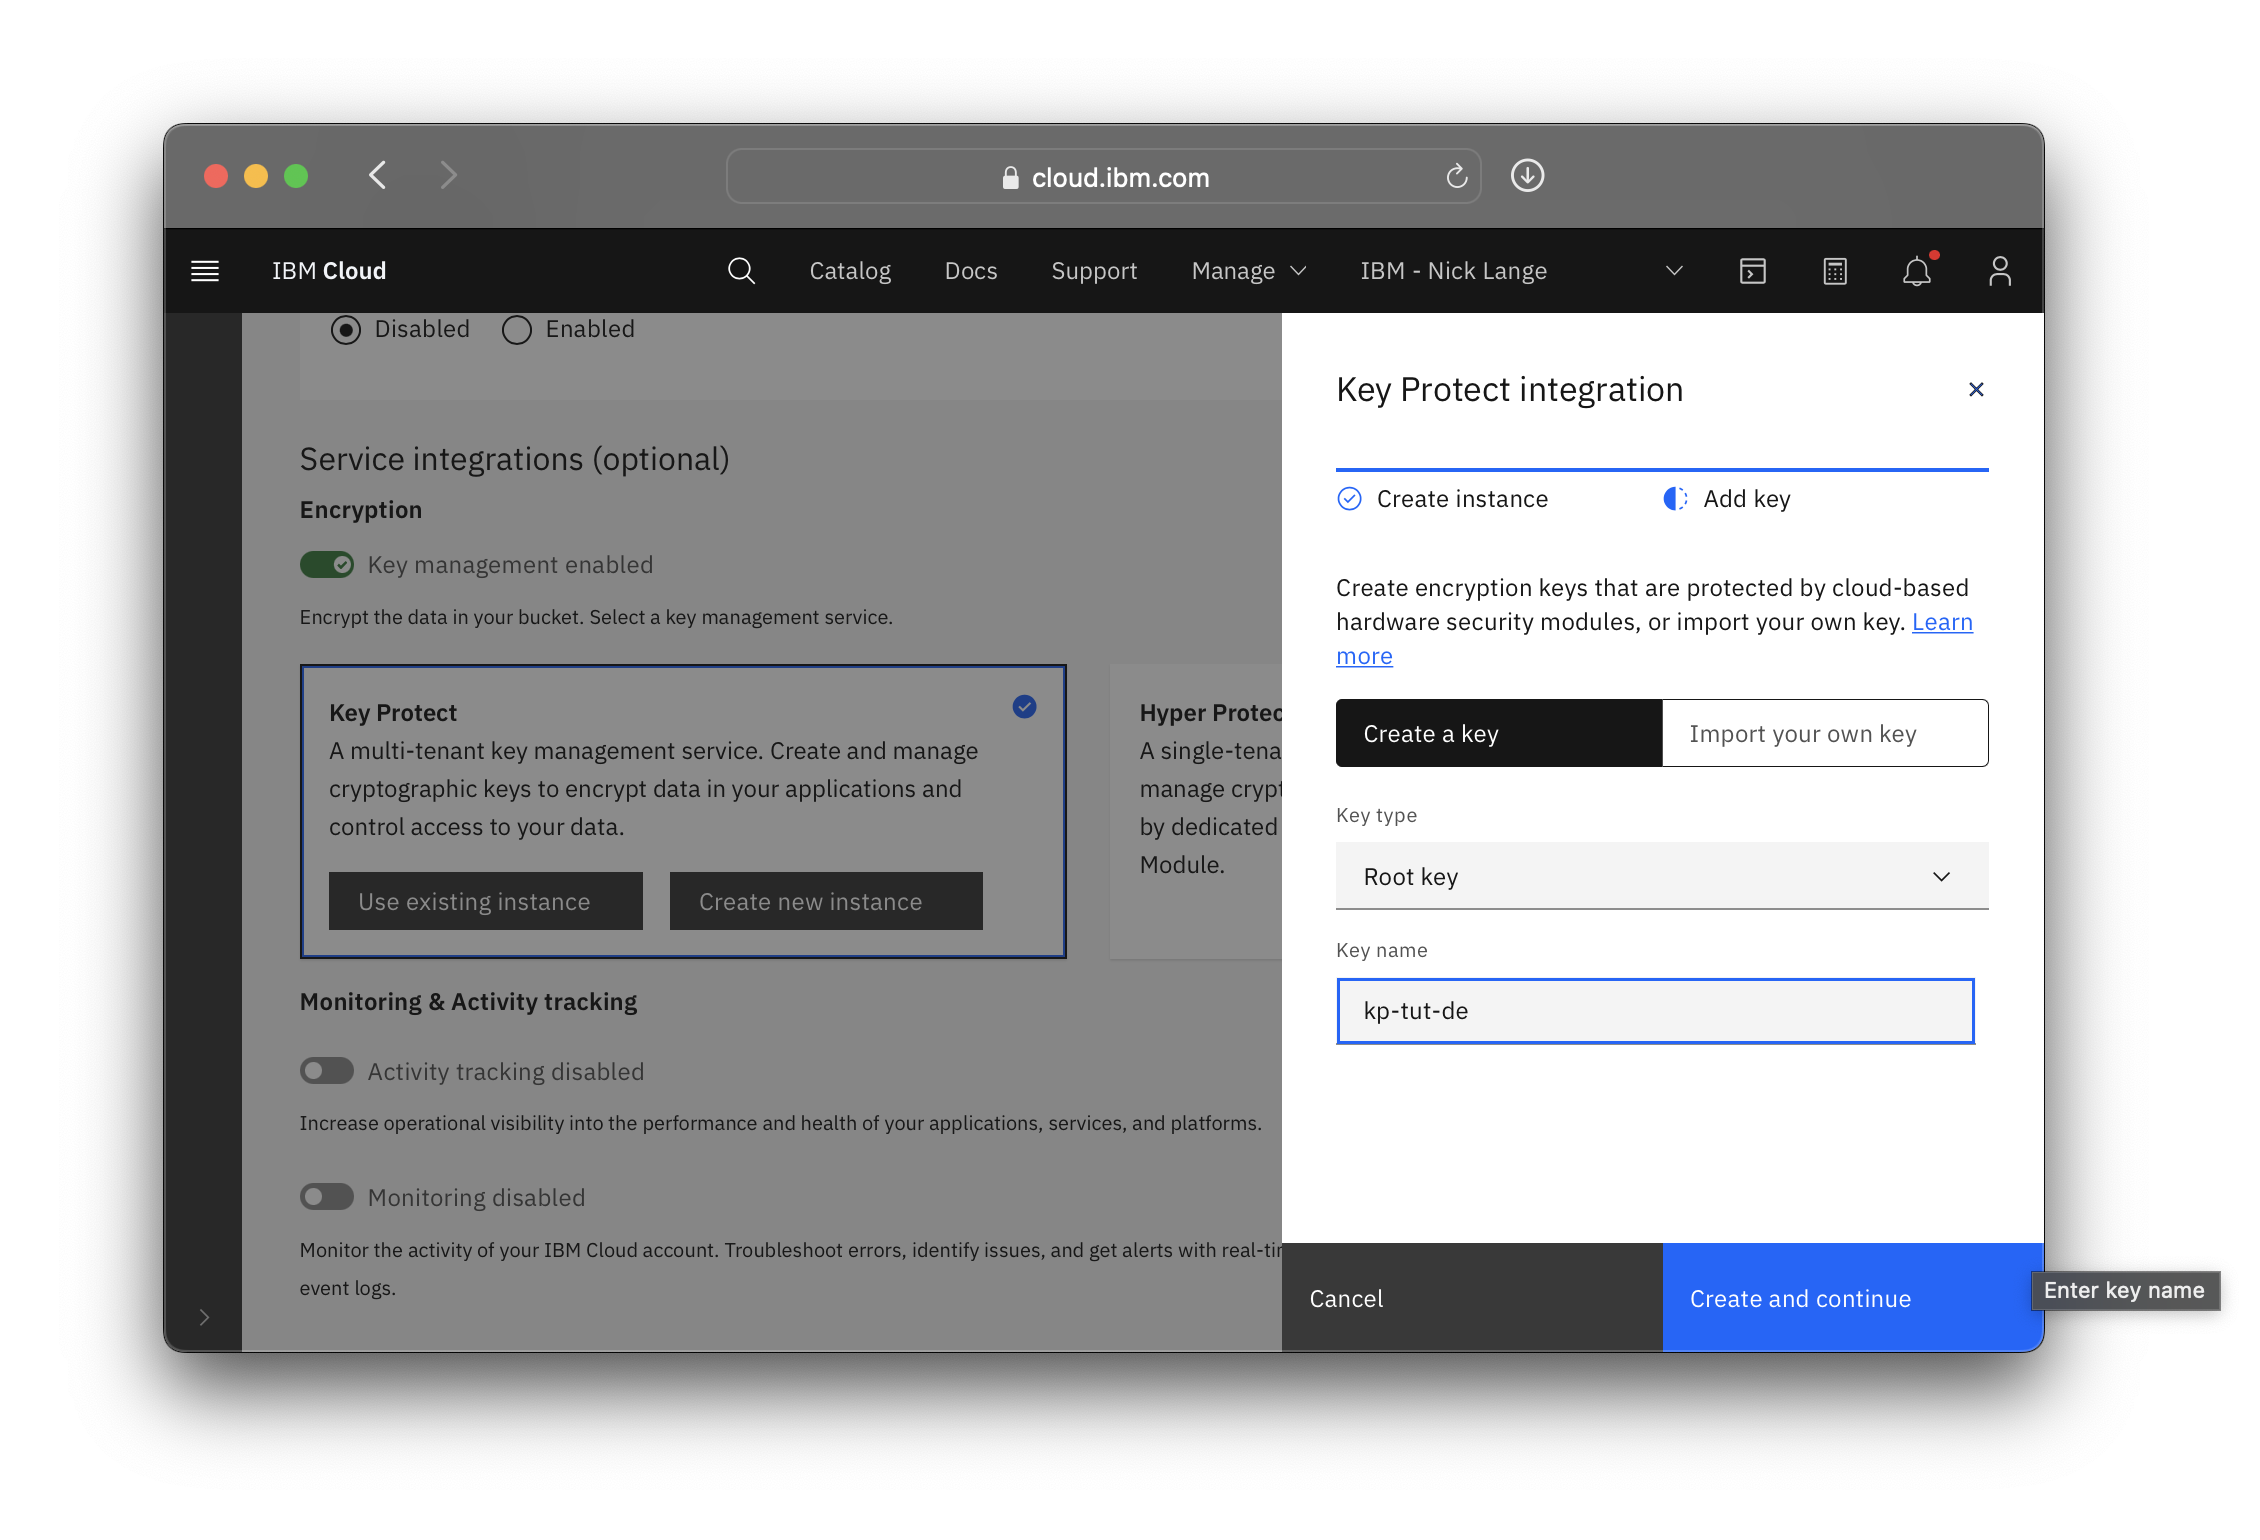 cloud.ibm.com
IBM Cloud
Catalog
Docs
Support
Manage
IBM - Nick Lange
Disabled
Enabled
Service integrations (optional)
Encryption
Key management enabled
Encrypt the data in your bucket. Select a key management service.
Key Protect
A multi-tenant key management service. Create and manage
cryptographic keys to encrypt data in your applications and
control access to your data.
Use existing instance
Create new instance
Hyper Protec
A single-tena
manage crypt
by dedicated
Module.
Monitoring & Activity tracking
Activity tracking disabled
Increase operational visibility into the performance and health of your applications, services, and platforms.
Monitoring disabled
Monitor the activity of your IBM Cloud account. Troubleshoot errors, identify issues, and get alerts with real-tim
event logs.
Key Protect integration
Create instance
Add key
Create encryption keys that are protected by cloud-based
hardware security modules, or import your own key. Learn
more
Create a key
Import your own key
Key type
Root key
Key name
kp-tut-de
Cancel
Create and continue
Enter key name